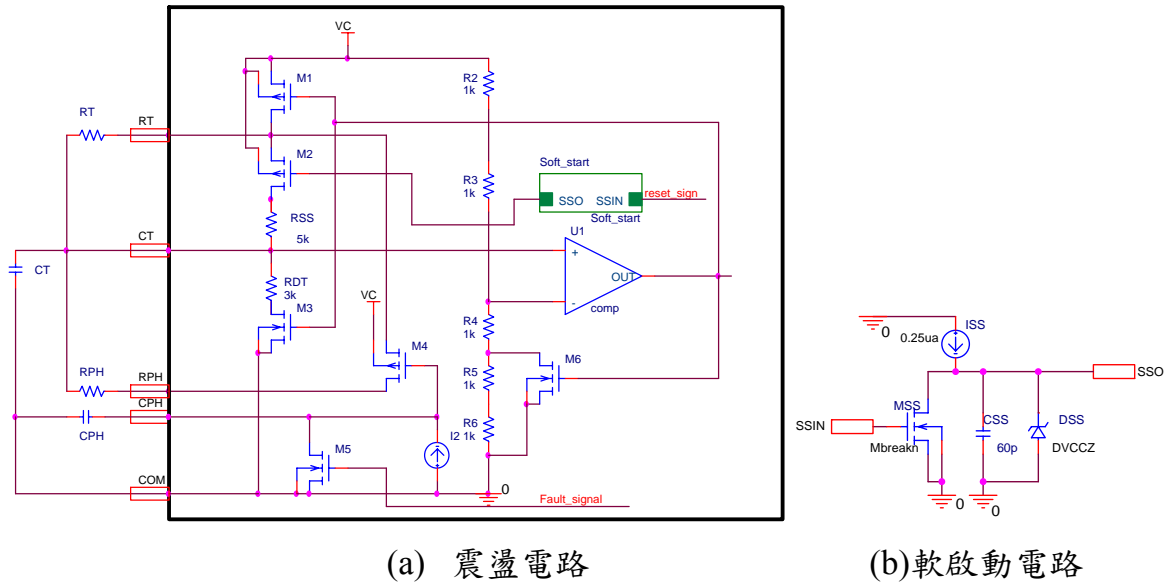 VC
M1
R2
1k
RT
RT
M2
Soft_start
R3
1k
SSO
SSIN
reset_sign
Soft_start
RSS
5k
U1
CT
+
CT
OUT
RDT
3k
VC
-
comp
M3
R4
1k
0
ISS
0.25ua
M4
M6
SSO
RPH
RPH
R5
1k
CPH
MSS
CSS
DSS
SSIN
CPH
I2
R6
1k
Mbreakn
60p
DVCCZ
M5
COM
0
0
0
Fault_signal
(a) 震盪電路
(b)軟啟動電路